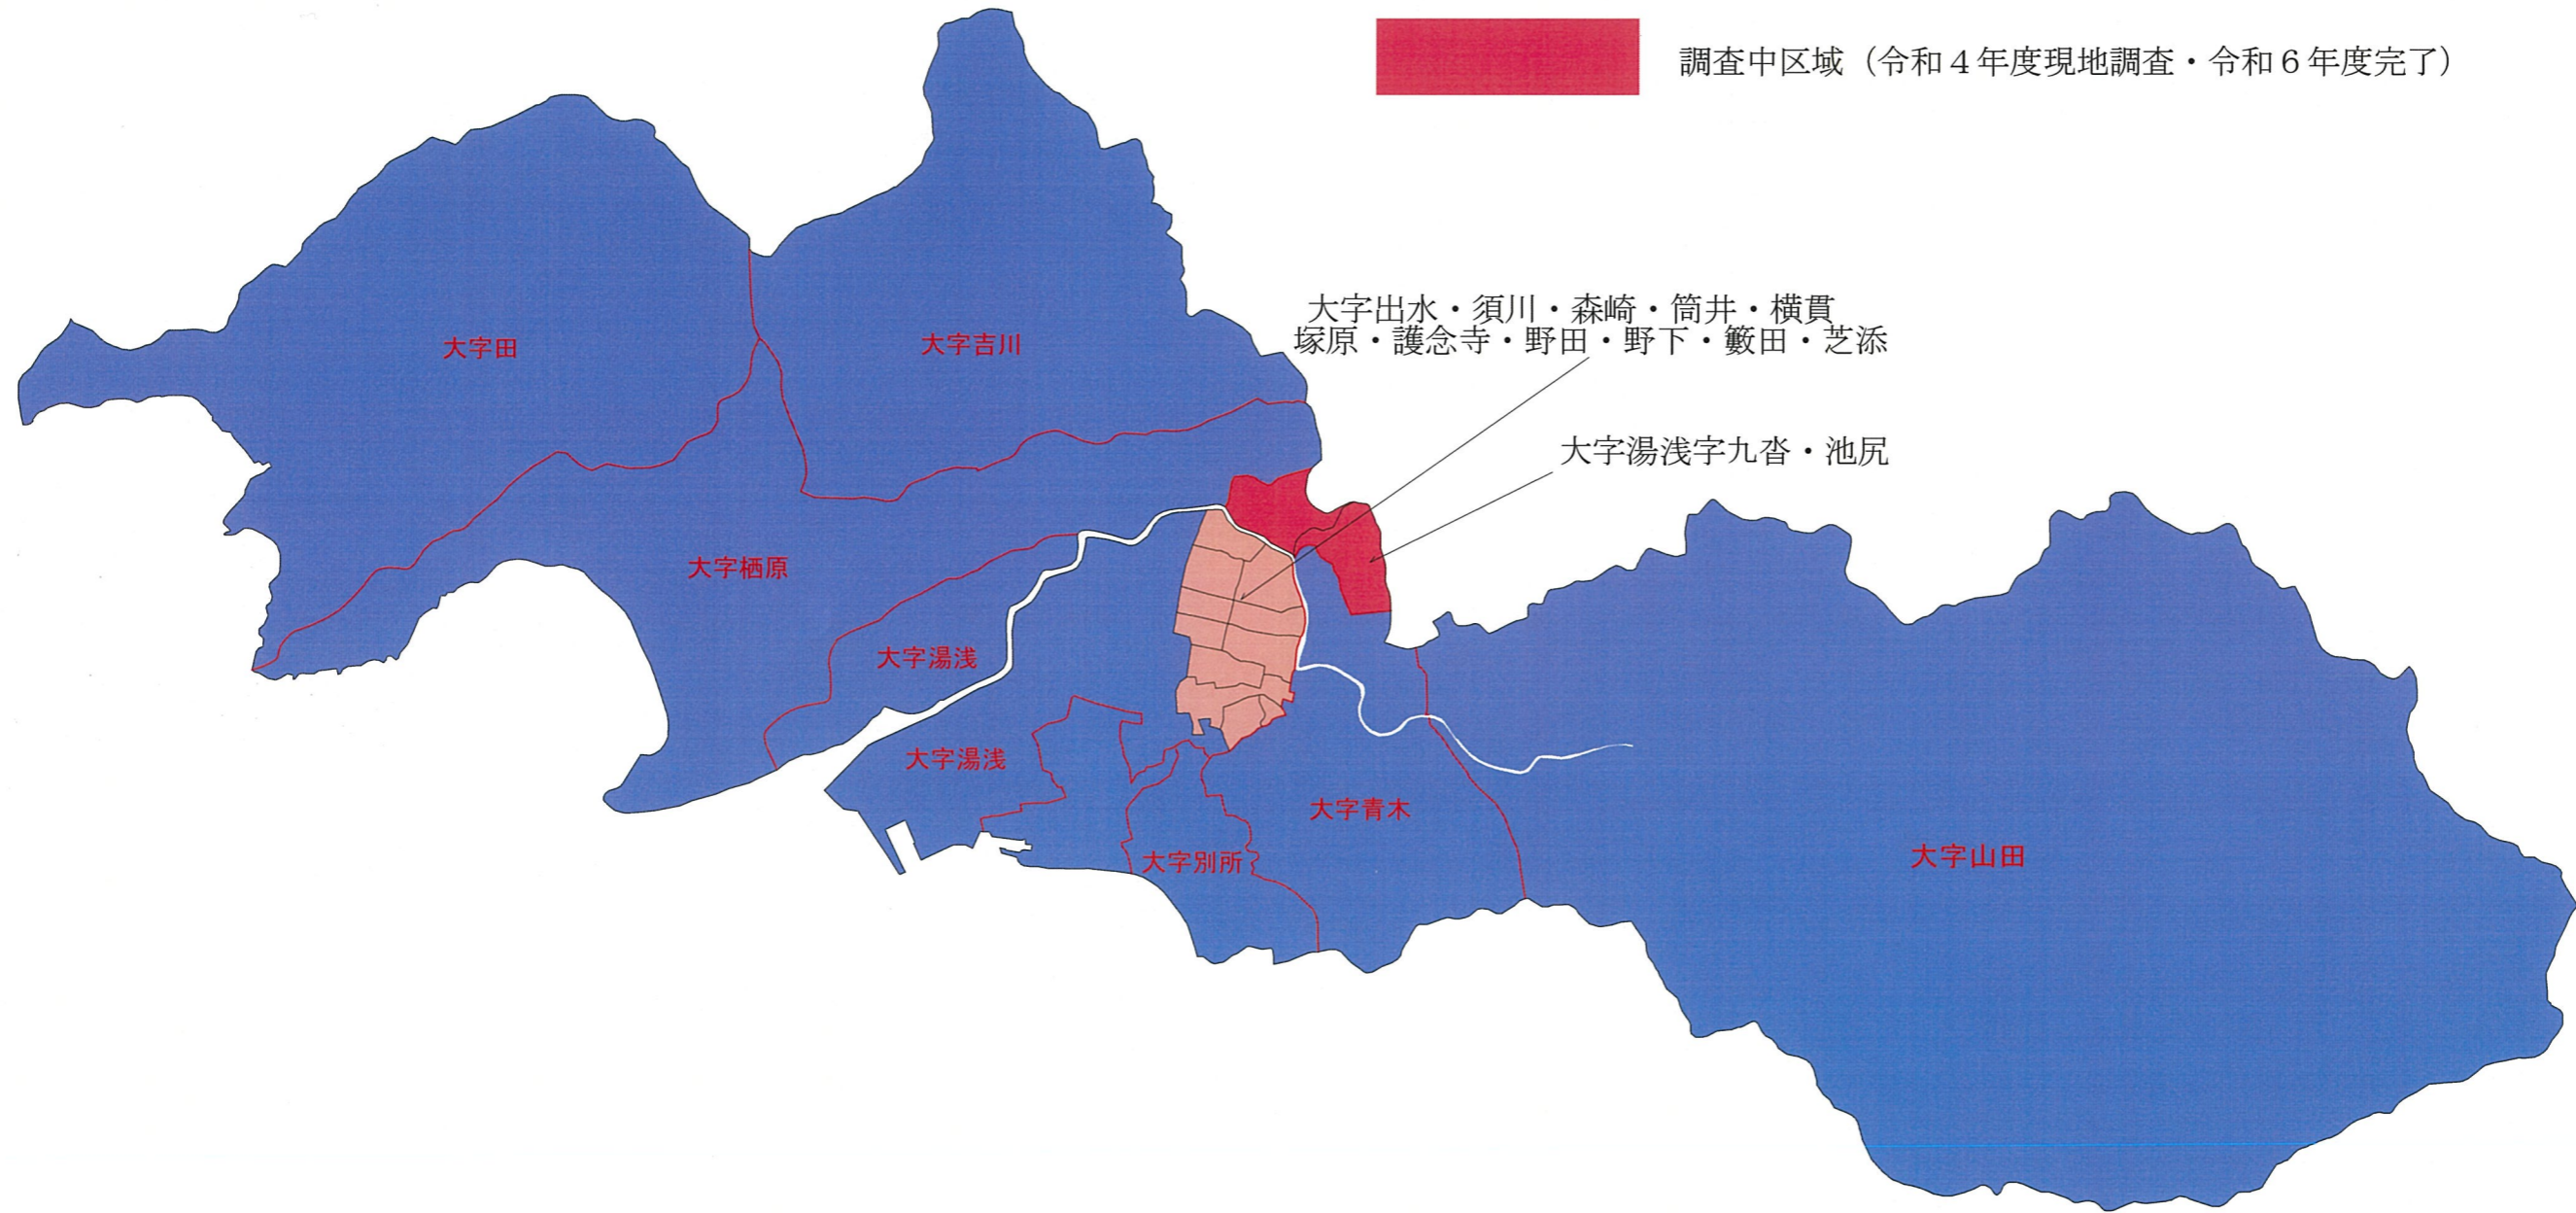 調査中区域（令和４年度現地調査・令和６年度完了）
大字出水・須川・森崎・筒井・横貫
塚原・護念寺・野田・野下・籔田・芝添
大字湯浅字九沓・池尻
大字田
大字吉川
大字栖原
大字湯浅
大字湯浅
大字青木
大字別所
大字山田